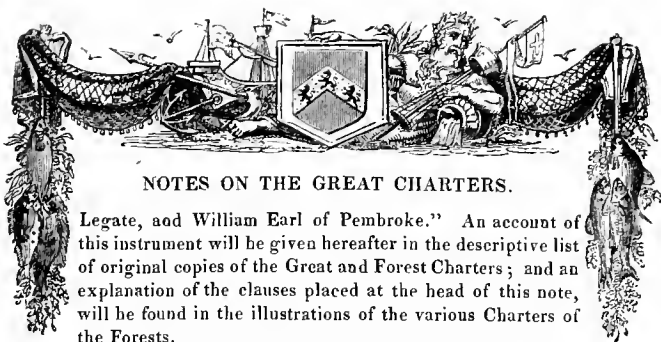 NOTES ON THE GREAT CHARTERS.
Legate, and William Earl of Pembroke.” An account of
this instrument will be given hereafter in the descriptive list
of original copies of the Great and Forest Charters; and an
explanation of the clauses placed at the head of this note,
will be found in the illustrations of the various Charters of
the Forests.